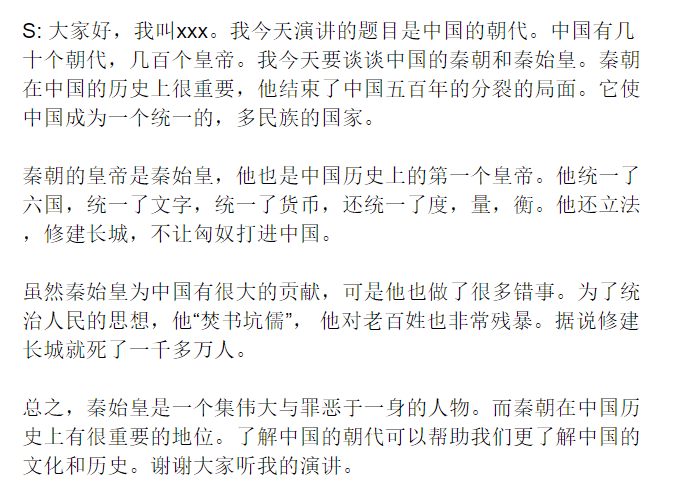 S: 大家好，我叫xxx。我今天演讲的题目是中国的朝代。中国有几
十个朝代，几百个皇帝。我今天要谈谈中国的秦朝和秦始皇。秦朝
在中国的历史上很重要，他结束了中国五百年的分裂的局面。它使
中国成为一个统一的，多民族的国家。
秦朝的皇帝是秦始皇，他也是中国历史上的第一个皇帝。他统一了
六国，统一了文字，统一了货币，还统一了度，量，衡。他还立法
，修建长城，不让匈奴打进中国。
虽然秦始皇为中国有很大的贡献，可是他也做了很多错事。为了统
治人民的思想，他“焚书坑儒”， 他对老百姓也非常残暴。据说修建
长城就死了一千多万人。
总之，秦始皇是一个集伟大与罪恶于一身的人物。而秦朝在中国历
史上有很重要的地位。了解中国的朝代可以帮助我们更了解中国的
文化和历史。谢谢大家听我的演讲。